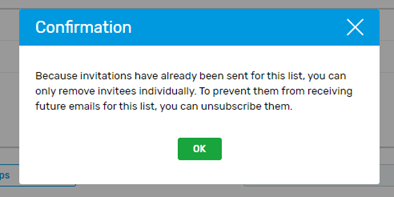 Confirmation
Because invitations have already been sent for this list, you can
only remove invitees individually. To prevent them from receiving
future emails for this list, you can unsubscribe them.
OK
ps